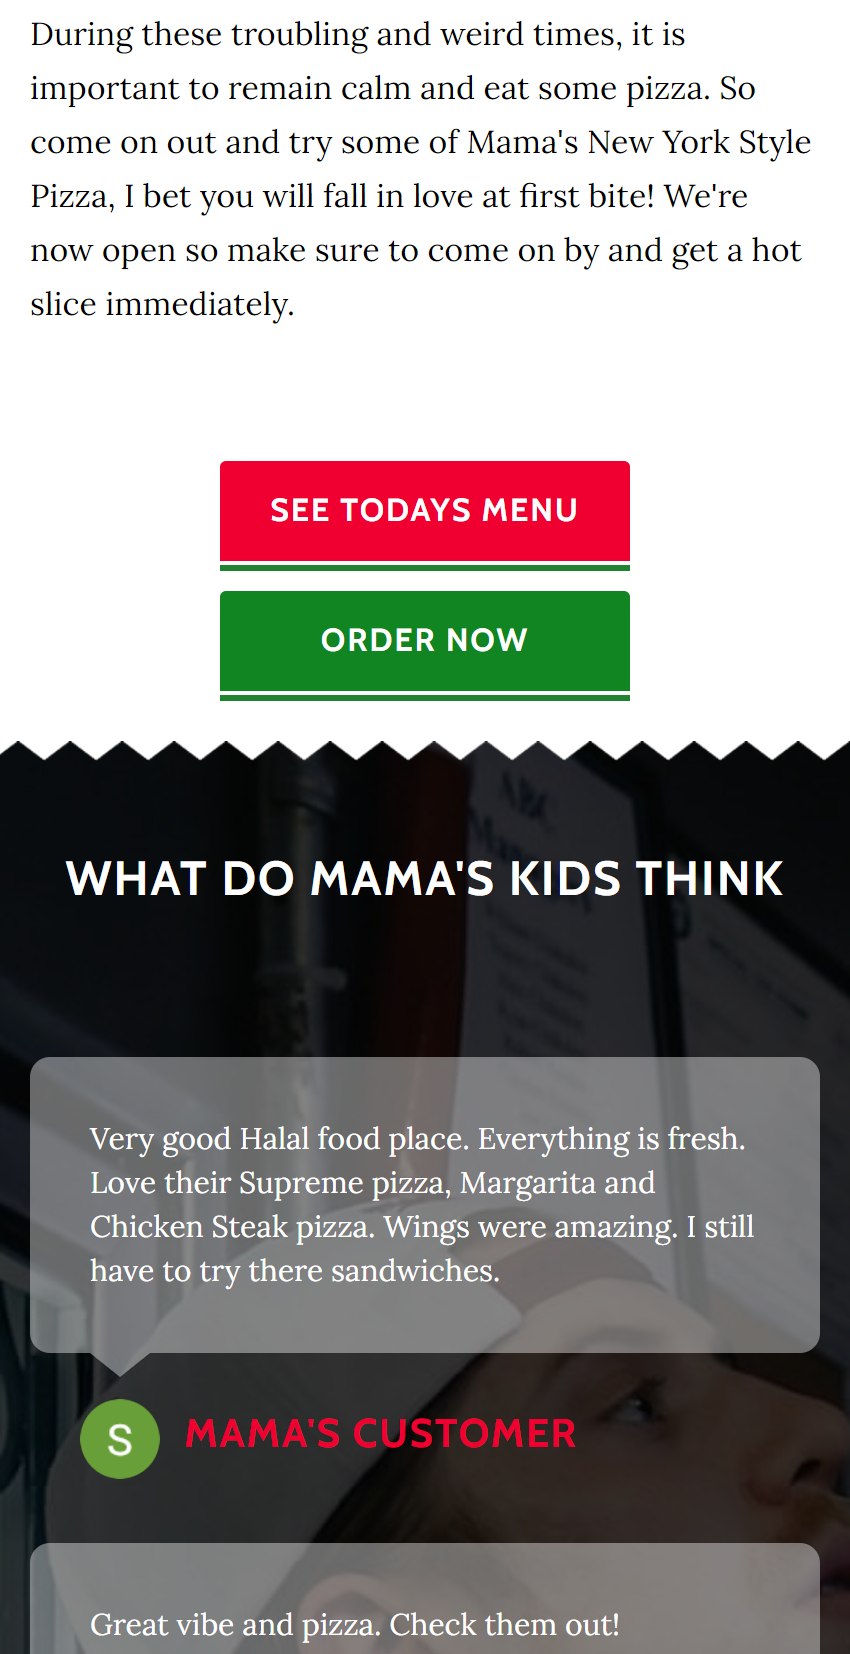 During these troubling and weird times, it is
important to remain calm and eat some pizza. So
come on out and try some of Mama's New York Style
Pizza, I bet you will fall in love at first bite! We're
now open so make sure to come on by and get a hot
slice immediately.
SEE TODAYS MENU
ORDER NOW
WHAT DO MAMA'S KIDS THINK
Very good Halal food place. Everything is fresh.
Love their Supreme pizza, Margarita and
Chicken Steak pizza. Wings were amazing. I still
have to try there sandwiches.
S
MAMA'S CUSTOMER
Great vibe and pizza. Check them out!